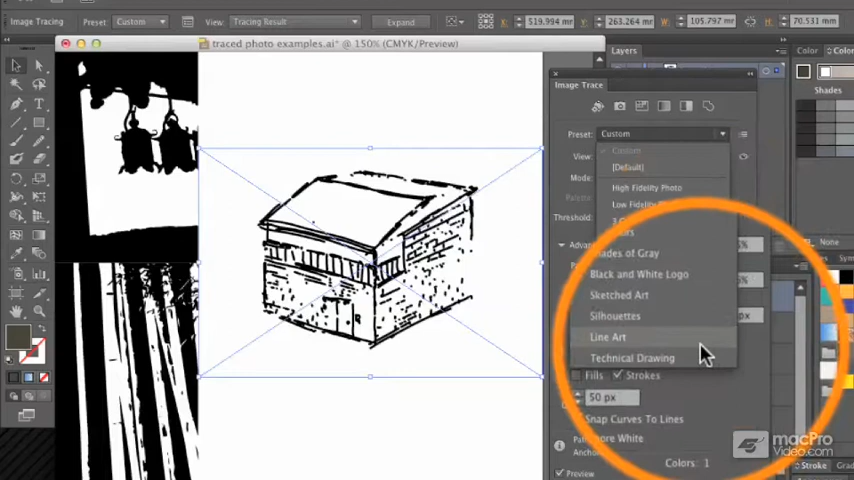 Image Tracing
Preset: Custom
View: Tracing Result
Expand
X: 519.994 mm
Y: 263.264 mm
W: 105.797 mm
H: 70.531 mm
traced photo examples.ai* @ 150% (CMYK/Preview)
Layers
Color
Shades
Image Trace
Preset: Custom
Custom
View:
[Default]
Mode:
High Fidelity Photo
Palette:
Low Fidelity
Threshold:
Shades of Gray
Black and White Logo
Sketched Art
Silhouettes
px
Line Art
Technical Drawing
Fills
Strokes
50 px
Snap Curves To Lines
White
Colors: 1
Preview
None
Stroke
macPro
Video.com